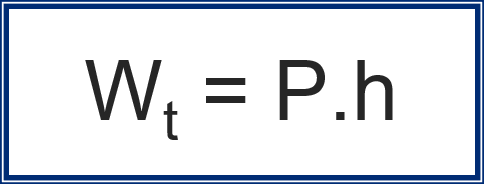 Wₜ = P.h